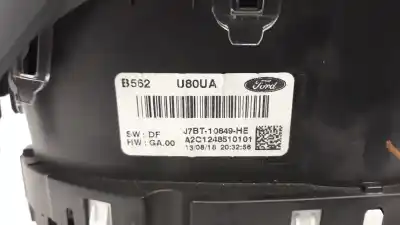 B562 U80UA Ford
SW: DF J7BT-10849-HE
HW: GA.00 A2C1248510101
13/08/18 20:32:56